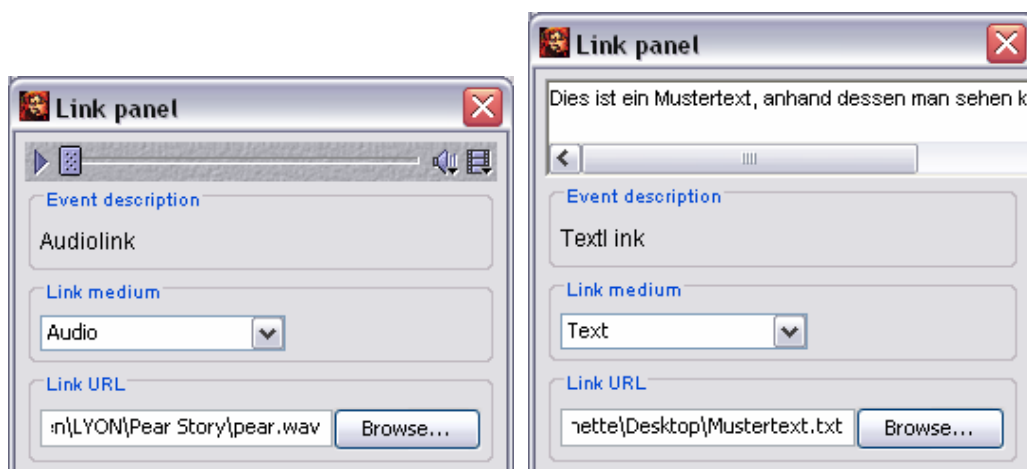 Link panel
Event description
Audiolink
Link medium
Audio
Link URL
n\LYON\Pear Story\pear.wav
Browse...
Link panel
Dies ist ein Mustertext, anhand dessen man sehen k
Event description
Textl ink
Link medium
Text
Link URL
nette\Desktop\Mustertext.txt
Browse...